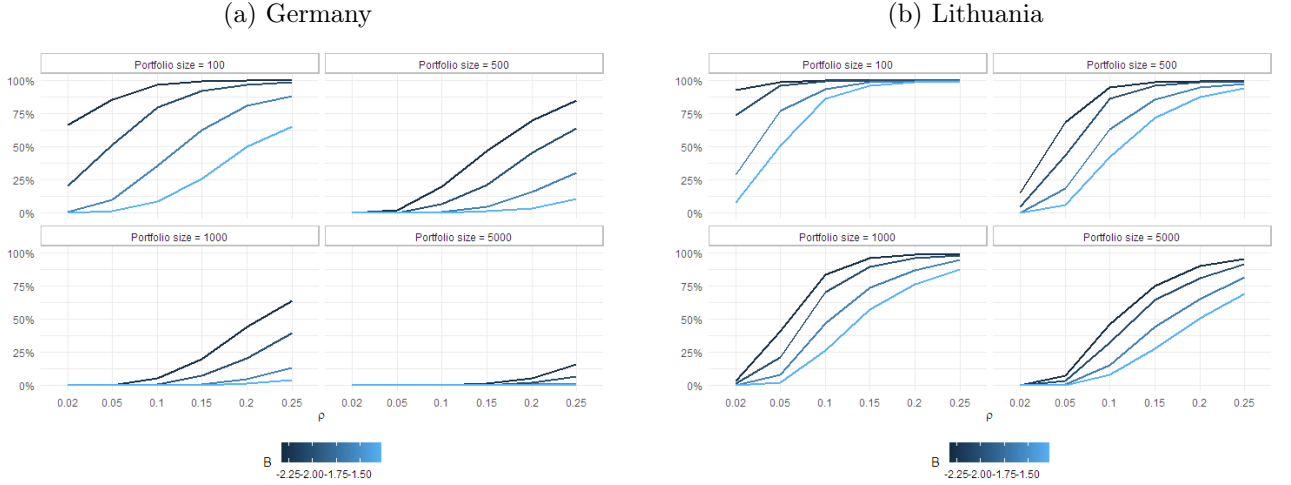 (a) Germany
Portfolio size = 100
Portfolio size = 500
100%
75%
50%
25%
0%
Portfolio size = 1000
Portfolio size = 5000
100%
75%
50%
25%
0%
0.02 0.05 0.1 0.15 0.2 0.25 0.02 0.05 0.1 0.15 0.2 0.25
ρ
B
-2.25-2.00-1.75-1.50
(b) Lithuania
Portfolio size = 100
Portfolio size = 500
100%
75%
50%
25%
0%
Portfolio size = 1000
Portfolio size = 5000
100%
75%
50%
25%
0%
0.02 0.05 0.1 0.15 0.2 0.25 0.02 0.05 0.1 0.15 0.2 0.25
ρ
B
-2.25-2.00-1.75-1.50